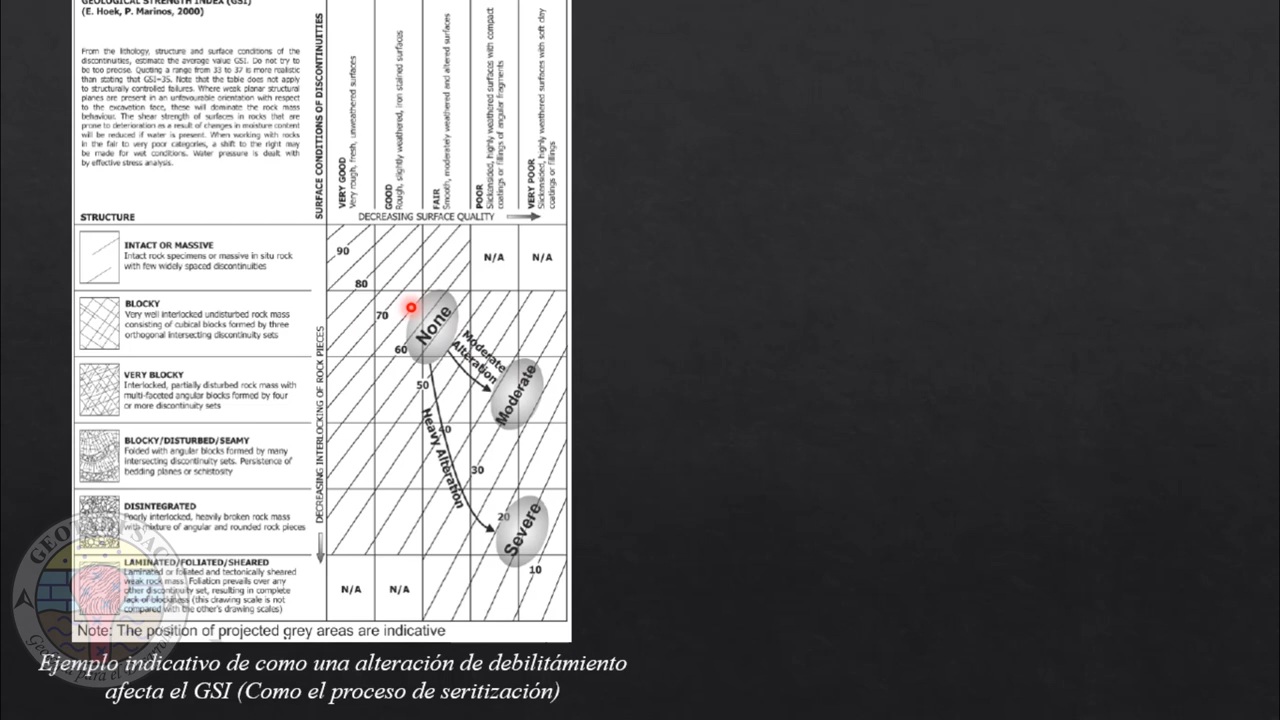 GEOLOGICAL STRENGTH INDEX (GSI)
(E. Hoek, P. Marinos, 2000)
From the lithology, structure and surface conditions of the
discontinuities, estimate the average value GSI. Do not try to
be too precise. Quoting a range from 33 to 37 is more realistic
than stating that GSI=35. Note that the table does not apply
to structurally controlled failures. Where weak planar structural
planes are present in an unfavourable orientation with respect
to the excavation face, these will dominate the rock mass
behaviour. The shear strength of surfaces in rocks that are
prone to deterioration as a result of changes in moisture content
will be reduced if water is present. When working with rocks
in the fair to very poor categories, a shift to the right may
be made for wet conditions. Water pressure is dealt with
by effective stress analysis.
STRUCTURE
SURFACE CONDITIONS OF DISCONTINUITIES
VERY GOOD
Very rough, fresh, unweathered surfaces
GOOD
Rough, slightly weathered, iron stained surfaces
FAIR
Smooth, moderately weathered and altered surfaces
POOR
Slickensided, highly weathered surfaces with compact
coatings or fillings of angular fragments
VERY POOR
Slickensided, highly weathered surfaces with soft clay
coatings or fillings
DECREASING SURFACE QUALITY
INTACT OR MASSIVE
Intact rock specimens or massive in situ rock
with few widely spaced discontinuities
BLOCKY
Very well interlocked undisturbed rock mass
consisting of cubical blocks formed by three
orthogonal intersecting discontinuity sets
VERY BLOCKY
Interlocked, partially disturbed rock mass with
multi-faceted angular blocks formed by four
or more discontinuity sets
BLOCKY/DISTURBED/SEAMY
Folded with angular blocks formed by many
intersecting discontinuity sets. Persistence of
bedding planes or schistosity
DISINTEGRATED
Poorly interlocked, heavily broken rock mass
with mixture of angular and rounded rock pieces
LAMINATED/FOLIATED/SHEARED
Laminated or foliated and tectonically sheared
weak rock mass. Foliation prevails over any
other discontinuity set, resulting in complete
lack of blockiness (this drawing scale is not
compared with the other's drawing scales)
DECREASING INTERLOCKING OF ROCK PIECES
90
N/A
N/A
80
70
None
60
Moderate
Alteration
50
Moderate
Heavy Alteration
40
30
20
Severe
10
N/A
N/A
Note: The position of projected grey areas are indicative
Ejemplo indicativo de como una alteración de debilitámiento
afecta el GSI (Como el proceso de seritización)